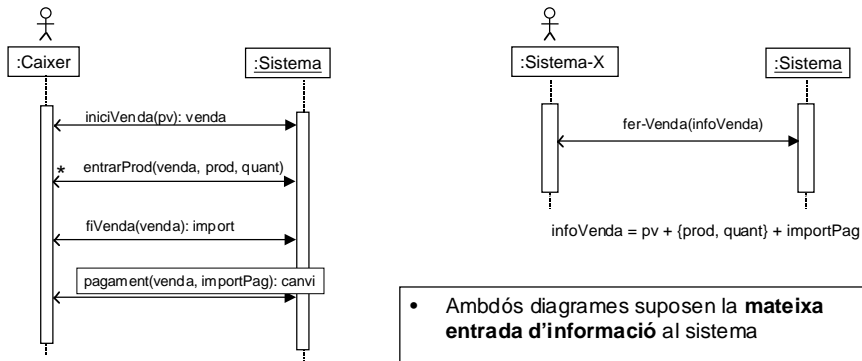 :Caixer
:Sistema
iniciVenda(pv): venda
* entrarProd(venda, prod, quant)
fiVenda(venda): import
pagament(venda, importPag): canvi
:Sistema-X
:Sistema
fer-Venda(infoVenda)
infoVenda = pv + {prod, quant} + importPag
• Ambdós diagrames suposen la mateixa
entrada d'informació al sistema